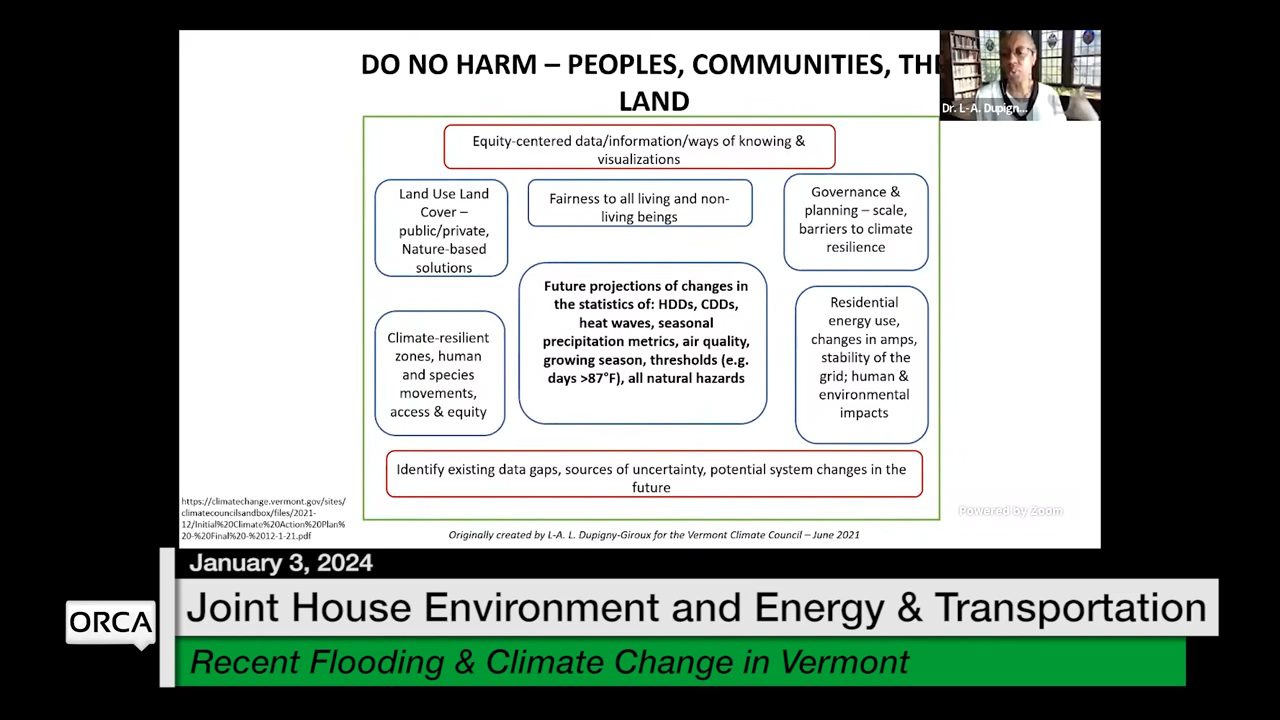 DO NO HARM – PEOPLES, COMMUNITIES, THE
LAND
Dr. L-A. Dupign...
Equity-centered data/information/ways of knowing &
visualizations
Land Use Land
Cover –
public/private,
Nature-based
solutions
Fairness to all living and non-
living beings
Governance &
planning – scale,
barriers to climate
resilience
Future projections of changes in
the statistics of: HDDs, CDDs,
heat waves, seasonal
precipitation metrics, air quality,
growing season, thresholds (e.g.
days >87°F), all natural hazards
Climate-resilient
zones, human
and species
movements,
access & equity
Residential
energy use,
changes in amps,
stability of the
grid; human &
environmental
impacts
Identify existing data gaps, sources of uncertainty, potential system changes in the
future
https://climatechange.vermont.gov/sites/
climatecouncilsandbox/files/2021-
12/Initial%20Climate%20Action%20Plan%
20-%20Final%20-%2012-1-21.pdf
Originally created by L-A. L. Dupigny-Giroux for the Vermont Climate Council – June 2021
Powered by Zoom
January 3, 2024
ORCA
Joint House Environment and Energy & Transportation
Recent Flooding & Climate Change in Vermont